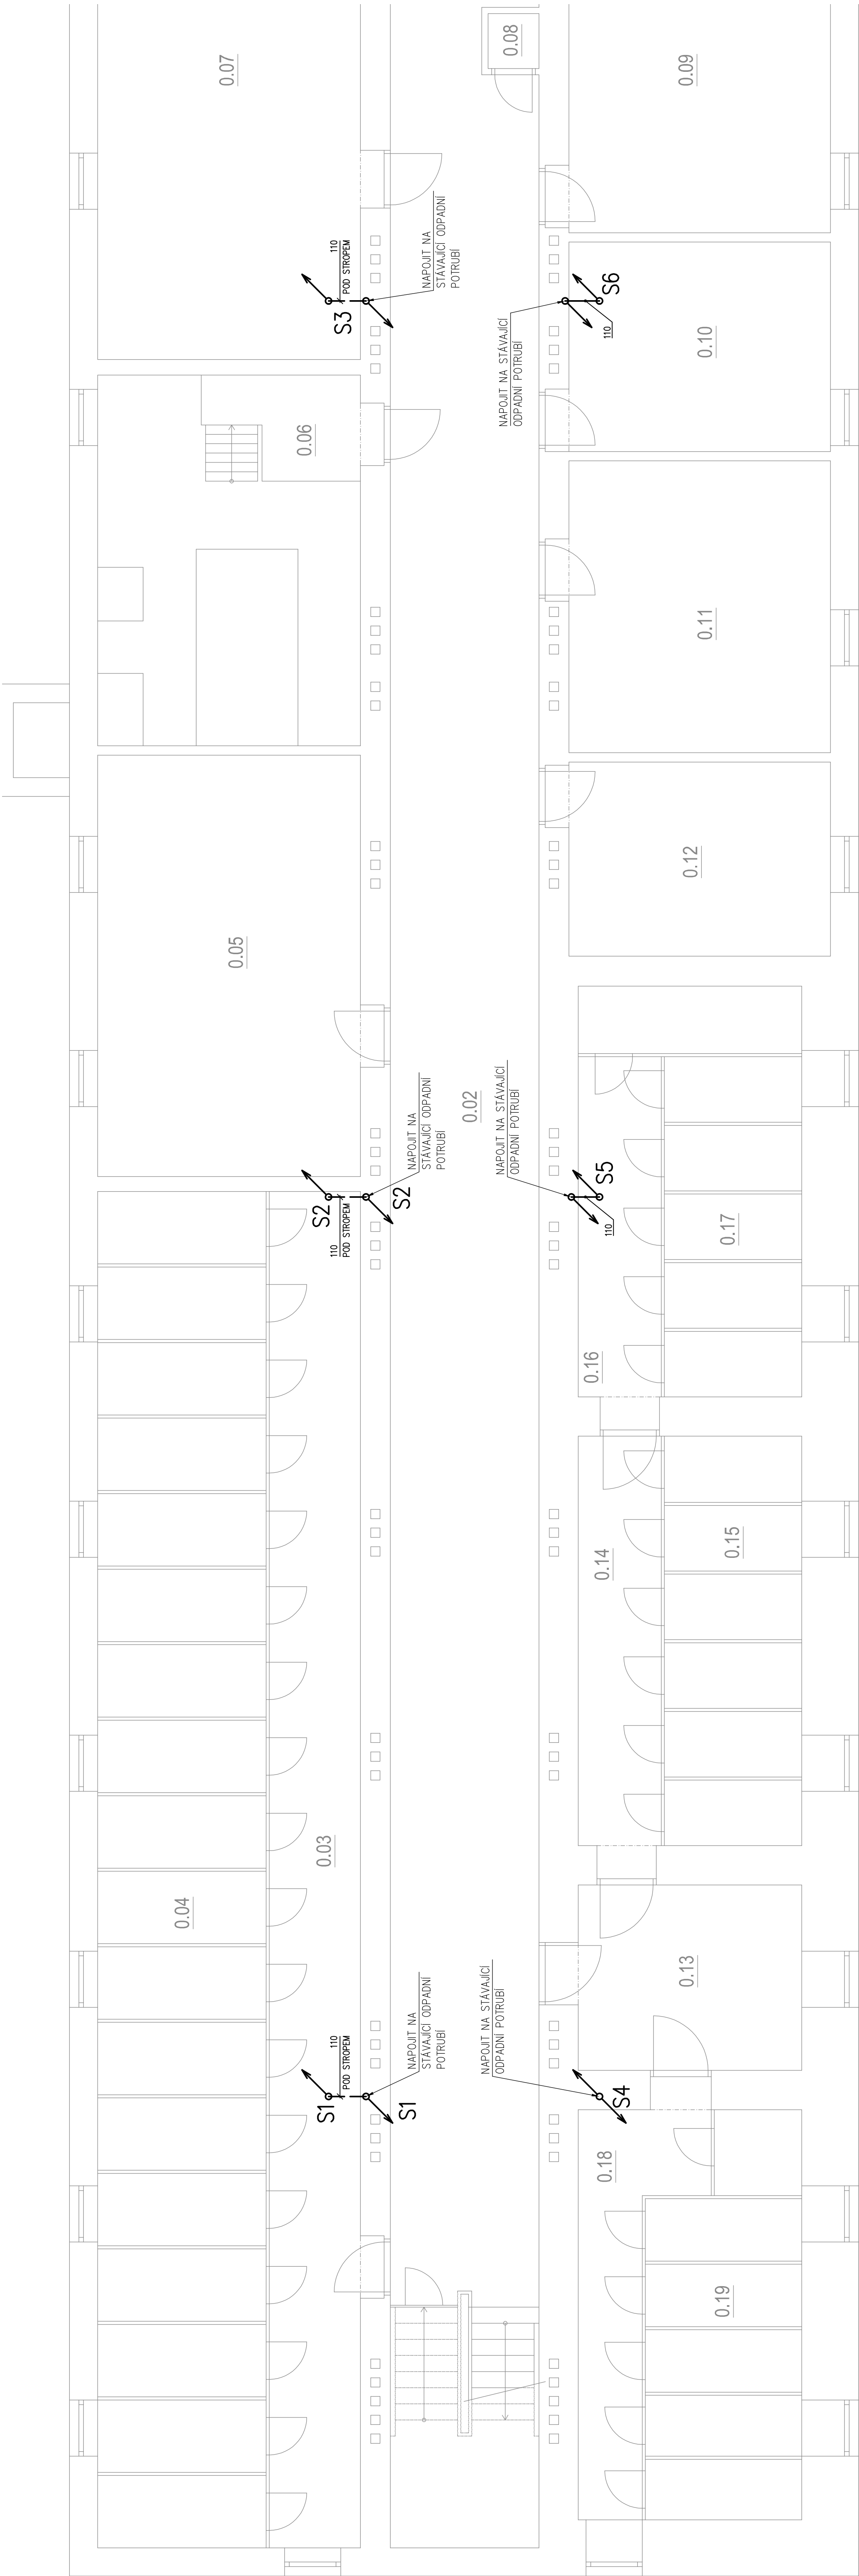 0.07
0.08
0.09
110
POD STROPEM
S3
NAPOJIT NA
STÁVAJÍCÍ ODPADNÍ
POTRUBÍ
S6
110
NAPOJIT NA STÁVAJÍCÍ
ODPADNÍ POTRUBÍ
0.10
0.06
0.11
0.12
0.05
0.02
NAPOJIT NA
STÁVAJÍCÍ ODPADNÍ
POTRUBÍ
NAPOJIT NA STÁVAJÍCÍ
ODPADNÍ POTRUBÍ
S2
110
POD STROPEM
S2
S5
110
0.17
0.16
0.14
0.15
0.03
0.04
0.13
NAPOJIT NA
STÁVAJÍCÍ ODPADNÍ
POTRUBÍ
NAPOJIT NA STÁVAJÍCÍ
ODPADNÍ POTRUBÍ
110
POD STROPEM
S1
S1
S4
0.18
0.19